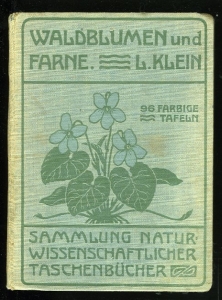 WALDBLUMEN und
FARNE. L. KLEIN
96 FARBIGE
TAFELN
SAMMLUNG NATUR-
WISSENSCHAFTLICHER
TASCHENBÜCHER